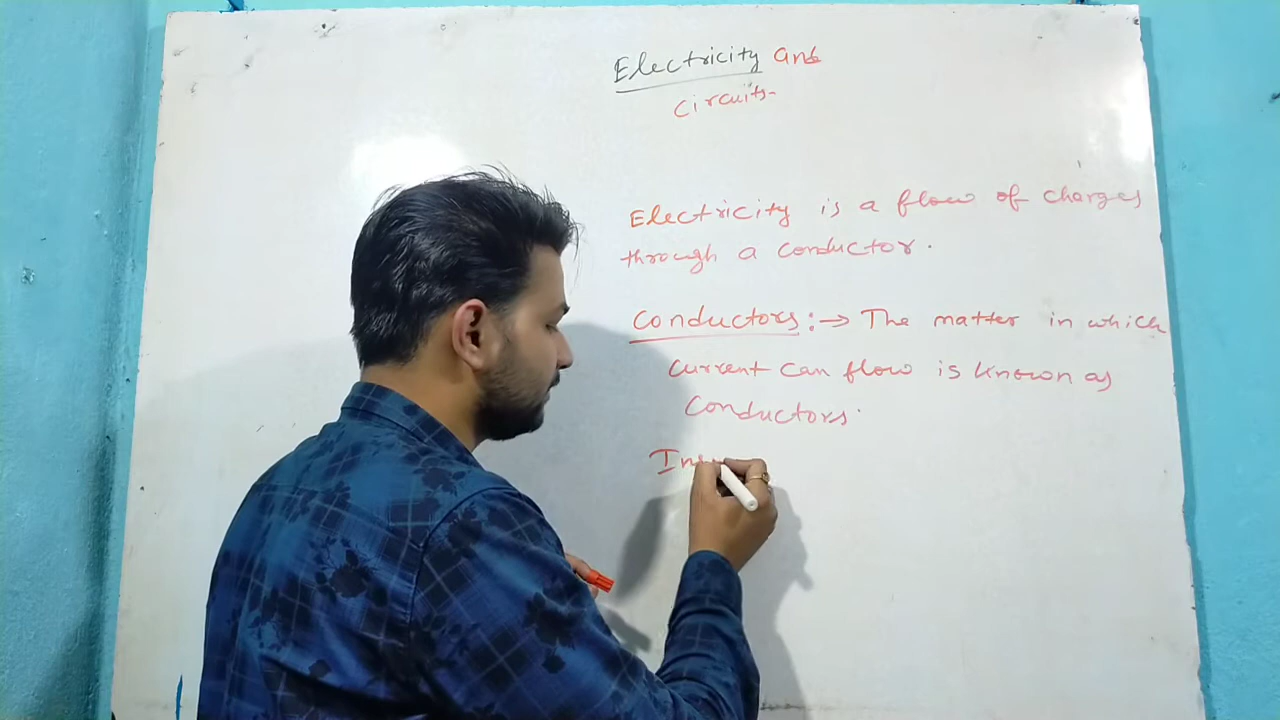 Electricity and
Circuits-
Electricity is a flow of charges
through a conductor.
Conductors :→ The matter in which
Current can flow is known as
Conductors.